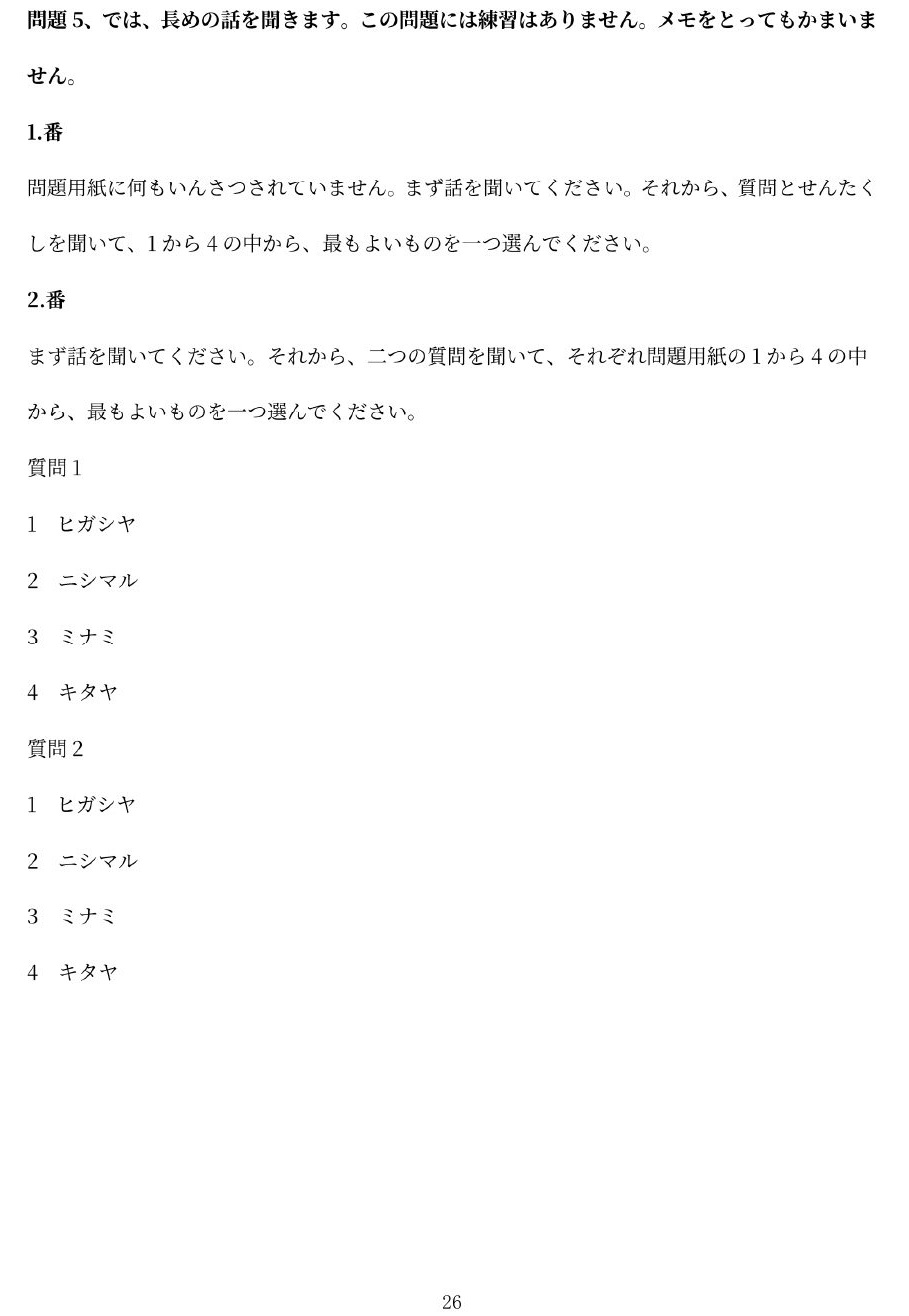 問題 5、では、長めの話を聞きます。この問題には練習はありません。メモをとってもかまいま
せん。
1.番
問題用紙に何もいんさつされていません。まず話を聞いてください。それから、質問とせんたく
しを聞いて、1 から 4 の中から、最もよいものを一つ選んでください。
2.番
まず話を聞いてください。それから、二つの質問を聞いて、それぞれ問題用紙の 1 から 4 の中
から、最もよいものを一つ選んでください。
質問 1
1　ヒガシヤ
2　ニシマル
3　ミナミ
4　キタヤ
質問 2
1　ヒガシヤ
2　ニシマル
3　ミナミ
4　キタヤ
26